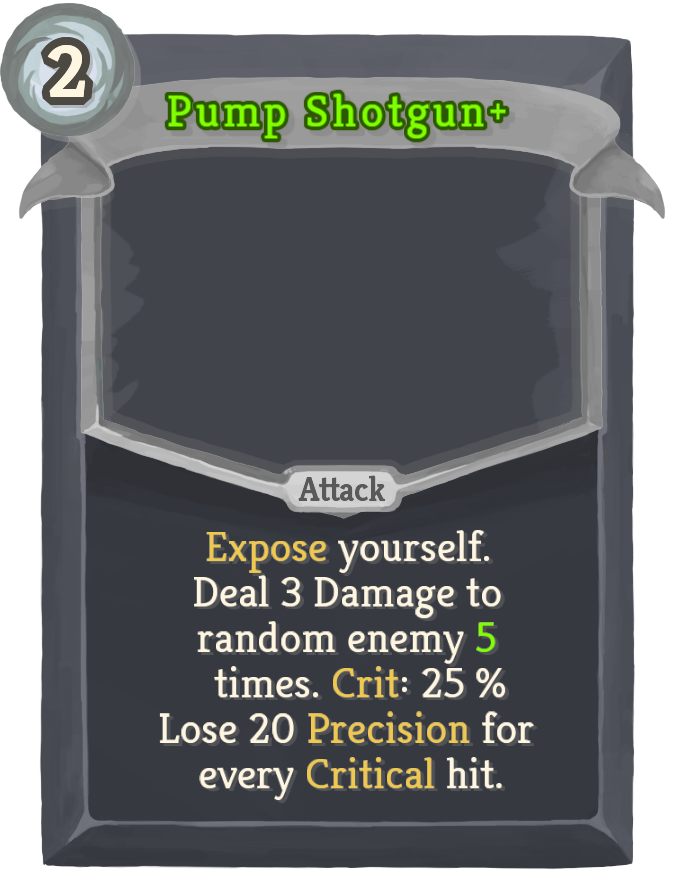 2
Pump Shotgun+
Attack
Expose yourself.
Deal 3 Damage to
random enemy 5
times. Crit: 25 %
Lose 20 Precision for
every Critical hit.